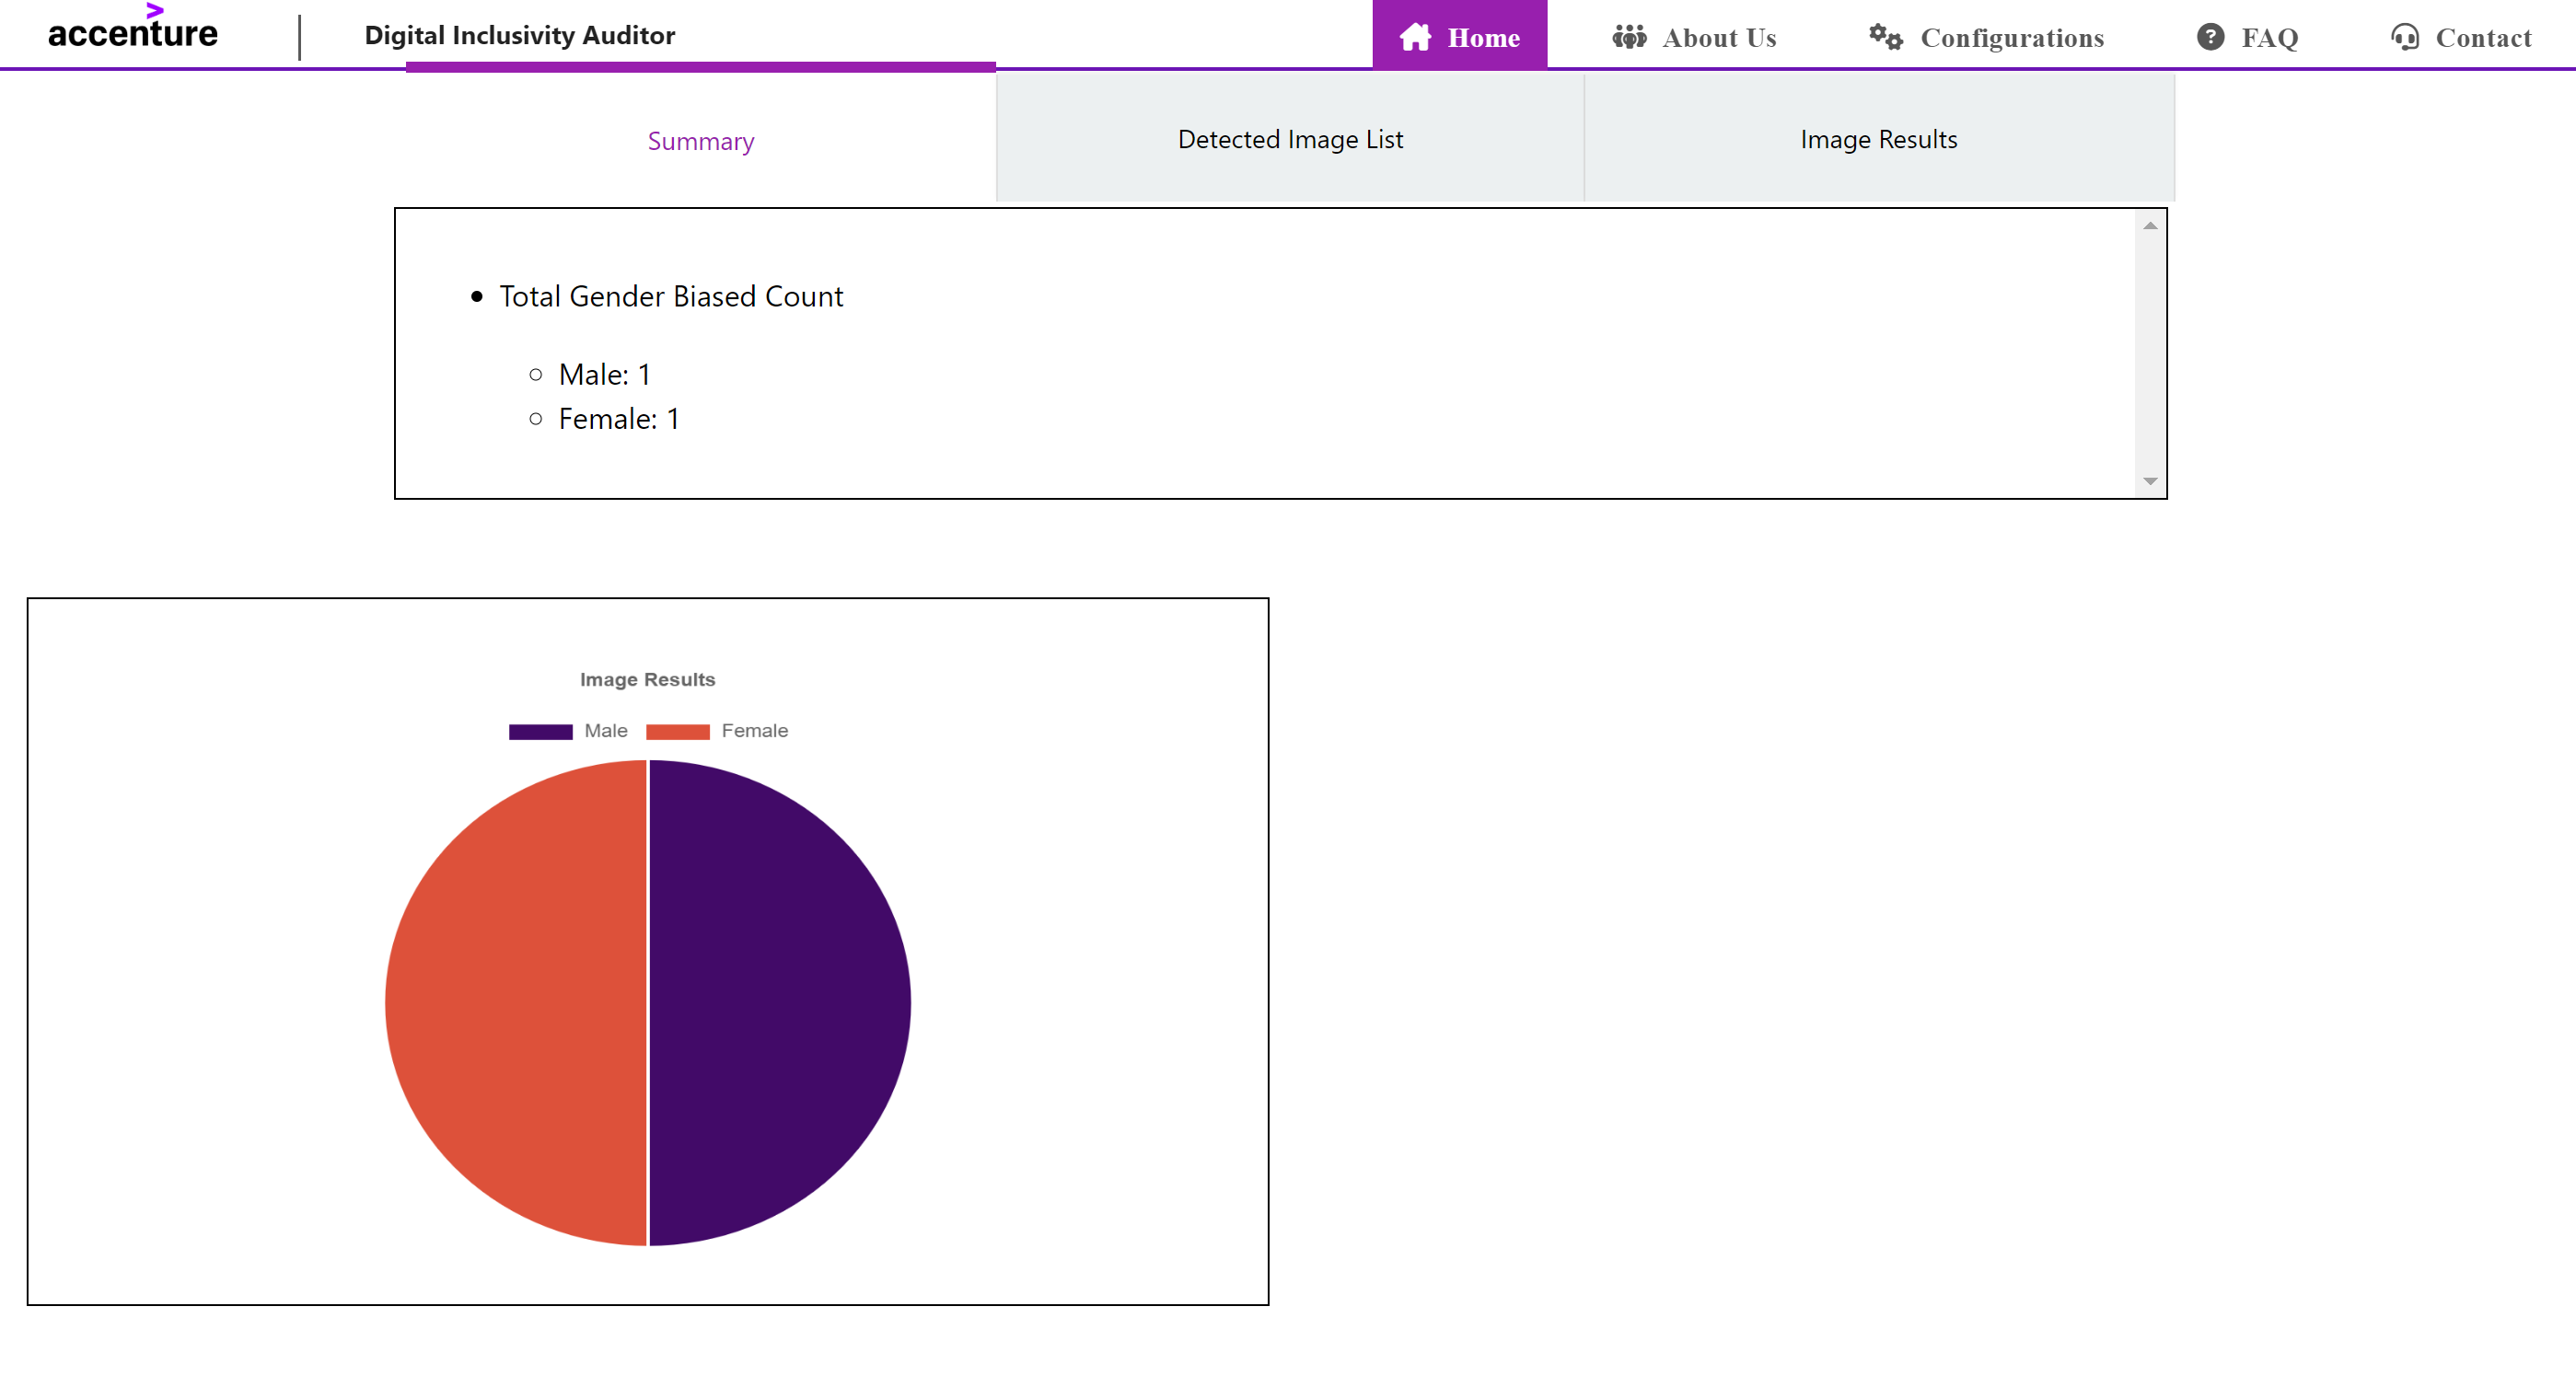 accenture
Digital Inclusivity Auditor
Home
About Us
Configurations
FAQ
Contact
Summary
Detected Image List
Image Results
Total Gender Biased Count
Male: 1
Female: 1
Image Results
Male
Female